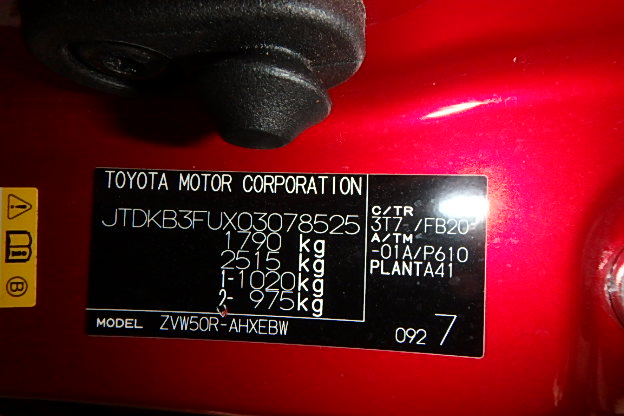 TOYOTA MOTOR CORPORATION
JTDKB3FUX03078525
1790 kg
2515 kg
1-1020kg
2- 975kg
C/TR
3T7 /FB20
A/TM
-01A/P610
PLANTA41
MODEL ZVW50R-AHXEBW
092 7
B